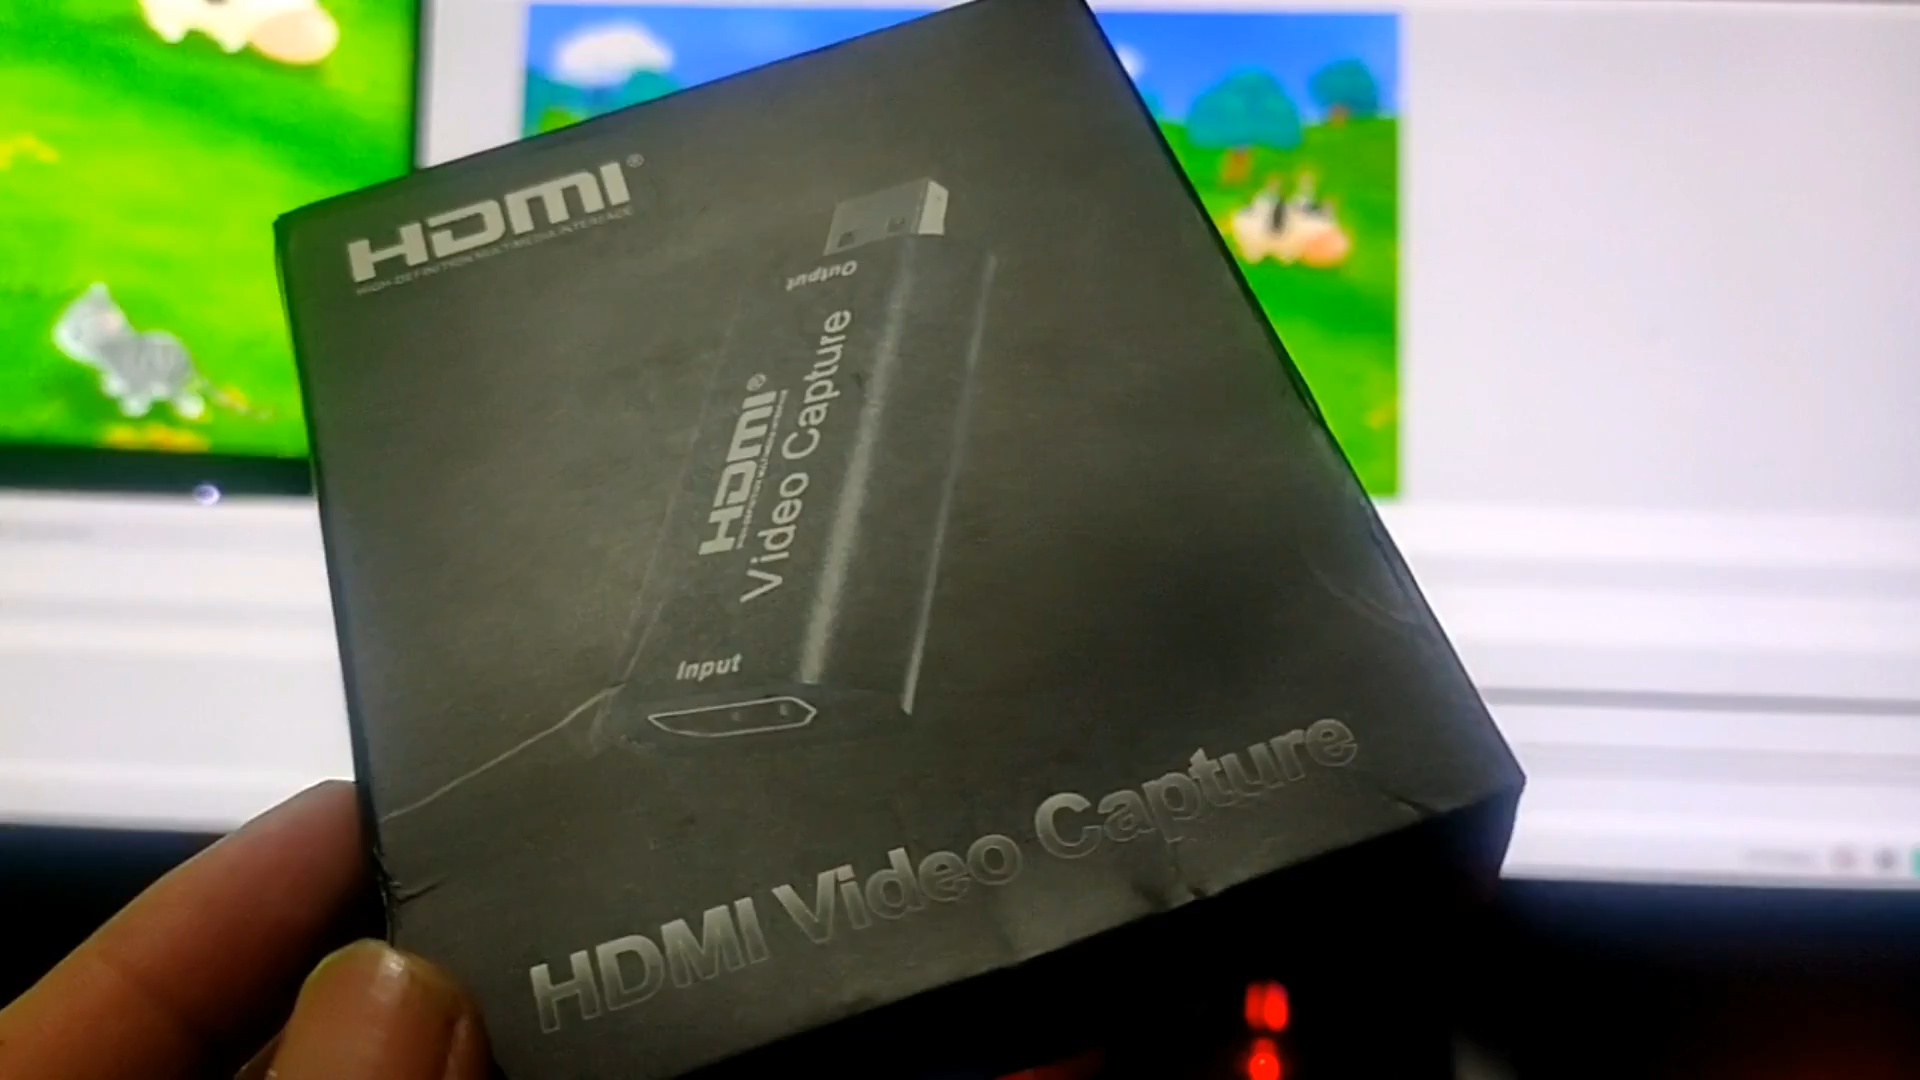 HDMI®
HIGH-DEFINITION MULTIMEDIA INTERFACE
Output
HDMI®
Video Capture
Input
HDMI Video Capture